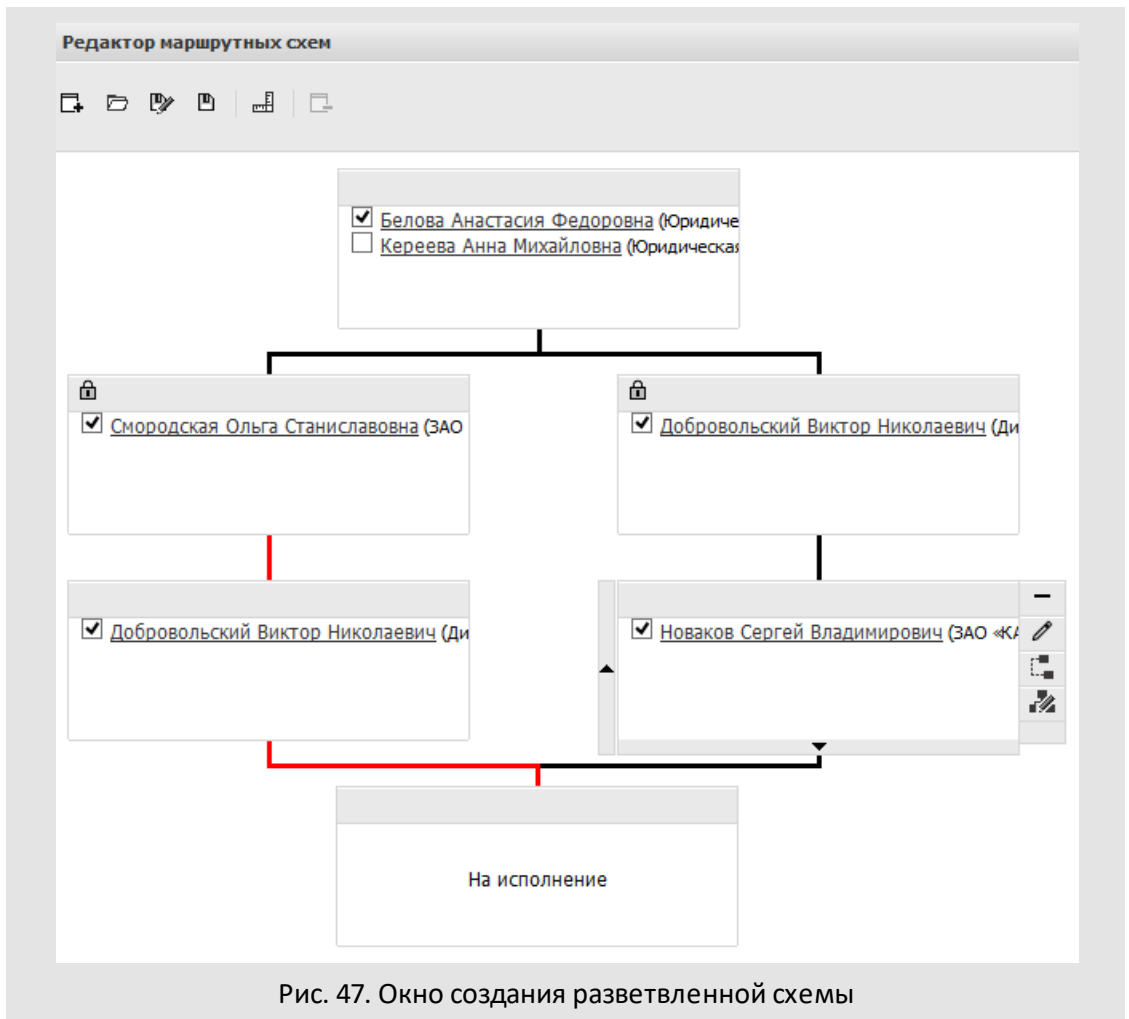 Редактор маршрутных схем
Белова Анастасия Федоровна (Юридиче
Кереева Анна Михайловна (Юридическая
Смородская Ольга Станиславовна (ЗАО
Добровольский Виктор Николаевич (Ди
Добровольский Виктор Николаевич (Ди
Новаков Сергей Владимирович (ЗАО «КА
На исполнение
Рис. 47. Окно создания разветвленной схемы